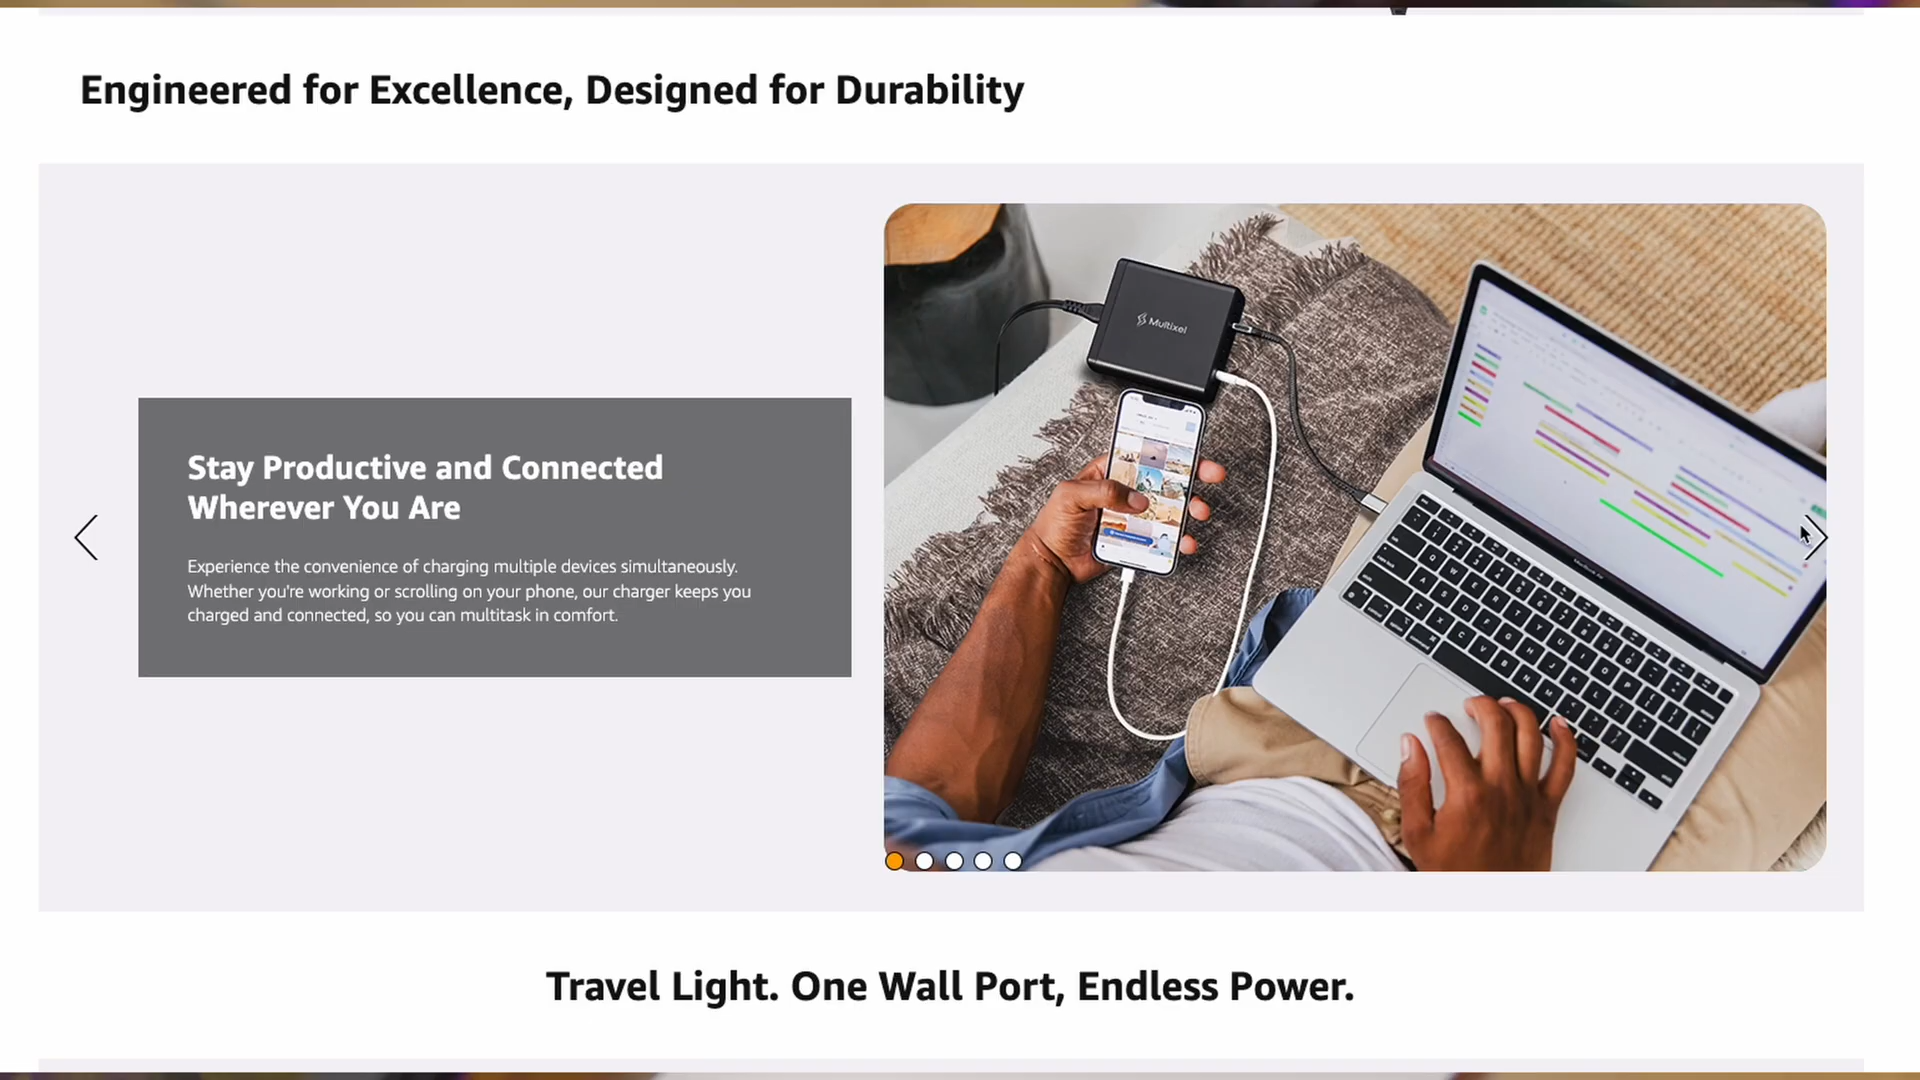 Engineered for Excellence, Designed for Durability
Stay Productive and Connected
Wherever You Are
Experience the convenience of charging multiple devices simultaneously.
Whether you're working or scrolling on your phone, our charger keeps you
charged and connected, so you can multitask in comfort.
Multixel
Travel Light. One Wall Port, Endless Power.